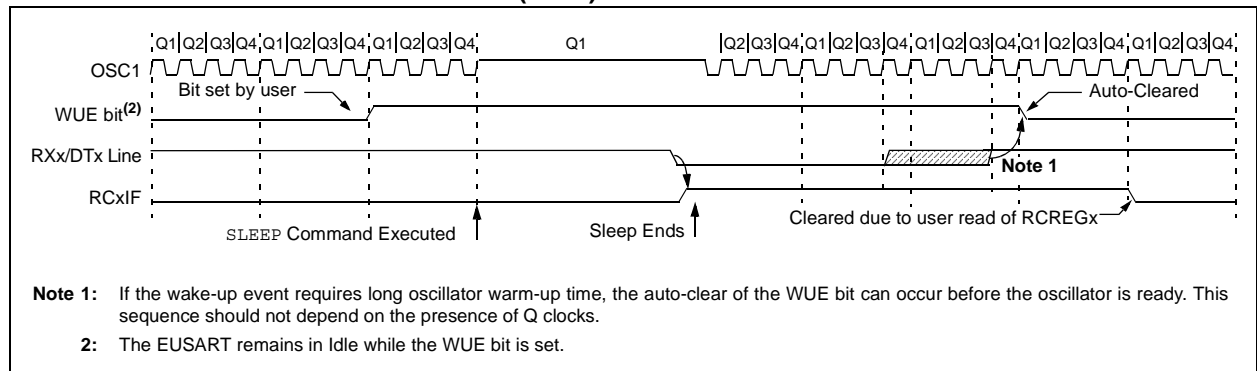 Q1 Q2 Q3 Q4 Q1 Q2 Q3 Q4 Q1 Q2 Q3 Q4 Q1 Q2 Q3 Q4 Q1 Q2 Q3 Q4 Q1 Q2 Q3 Q4 Q1 Q2 Q3 Q4 Q1 Q2 Q3 Q4
OSC1
Bit set by user
Auto-Cleared
WUE bit(2)
RXx/DTx Line
Note 1
RCxIF
Cleared due to user read of RCREGx
SLEEP Command Executed
Sleep Ends
Note 1: If the wake-up event requires long oscillator warm-up time, the auto-clear of the WUE bit can occur before the oscillator is ready. This
sequence should not depend on the presence of Q clocks.
2: The EUSART remains in Idle while the WUE bit is set.